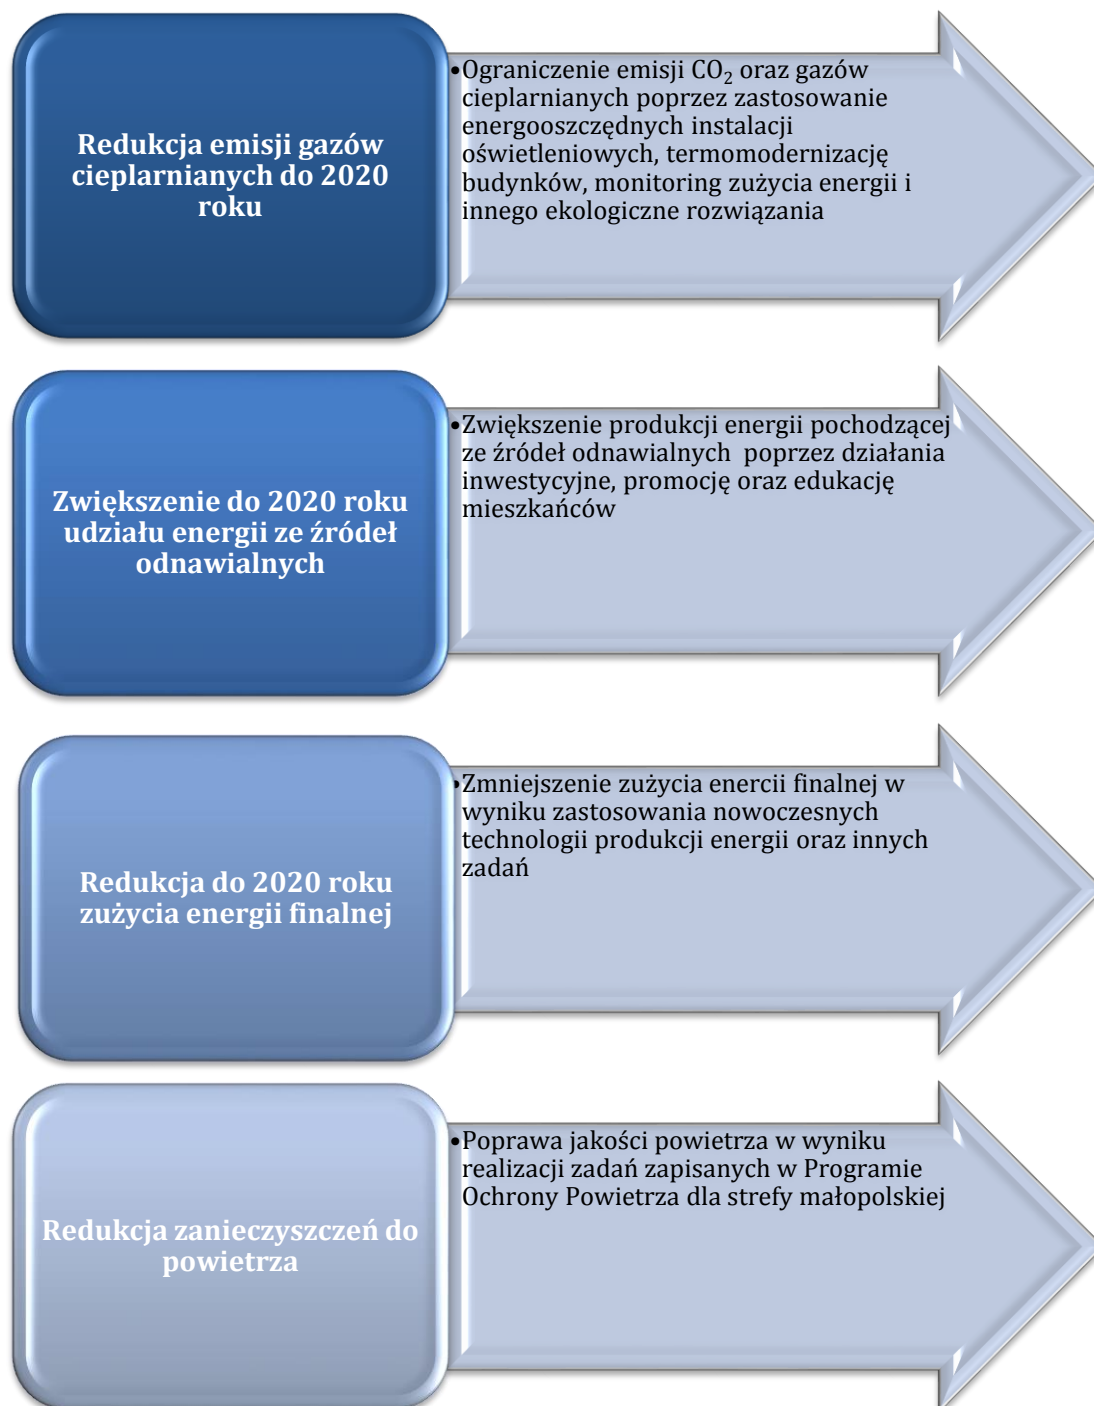 Redukcja emisji gazów
cieplarnianych do 2020
roku
•Ograniczenie emisji CO₂ oraz gazów
cieplarnianych poprzez zastosowanie
energooszczędnych instalacji
oświetleniowych, termomodernizację
budynków, monitoring zużycia energii i
innego ekologiczne rozwiązania
Zwiększenie do 2020 roku
udziału energii ze źródeł
odnawialnych
•Zwiększenie produkcji energii pochodzącej
ze źródeł odnawialnych  poprzez działania
inwestycyjne, promocję oraz edukację
mieszkańców
Redukcja do 2020 roku
zużycia energii finalnej
•Zmniejszenie zużycia enercii finalnej w
wyniku zastosowania nowoczesnych
technologii produkcji energii oraz innych
zadań
Redukcja zanieczyszczeń do
powietrza
•Poprawa jakości powietrza w wyniku
realizacji zadań zapisanych w Programie
Ochrony Powietrza dla strefy małopolskiej